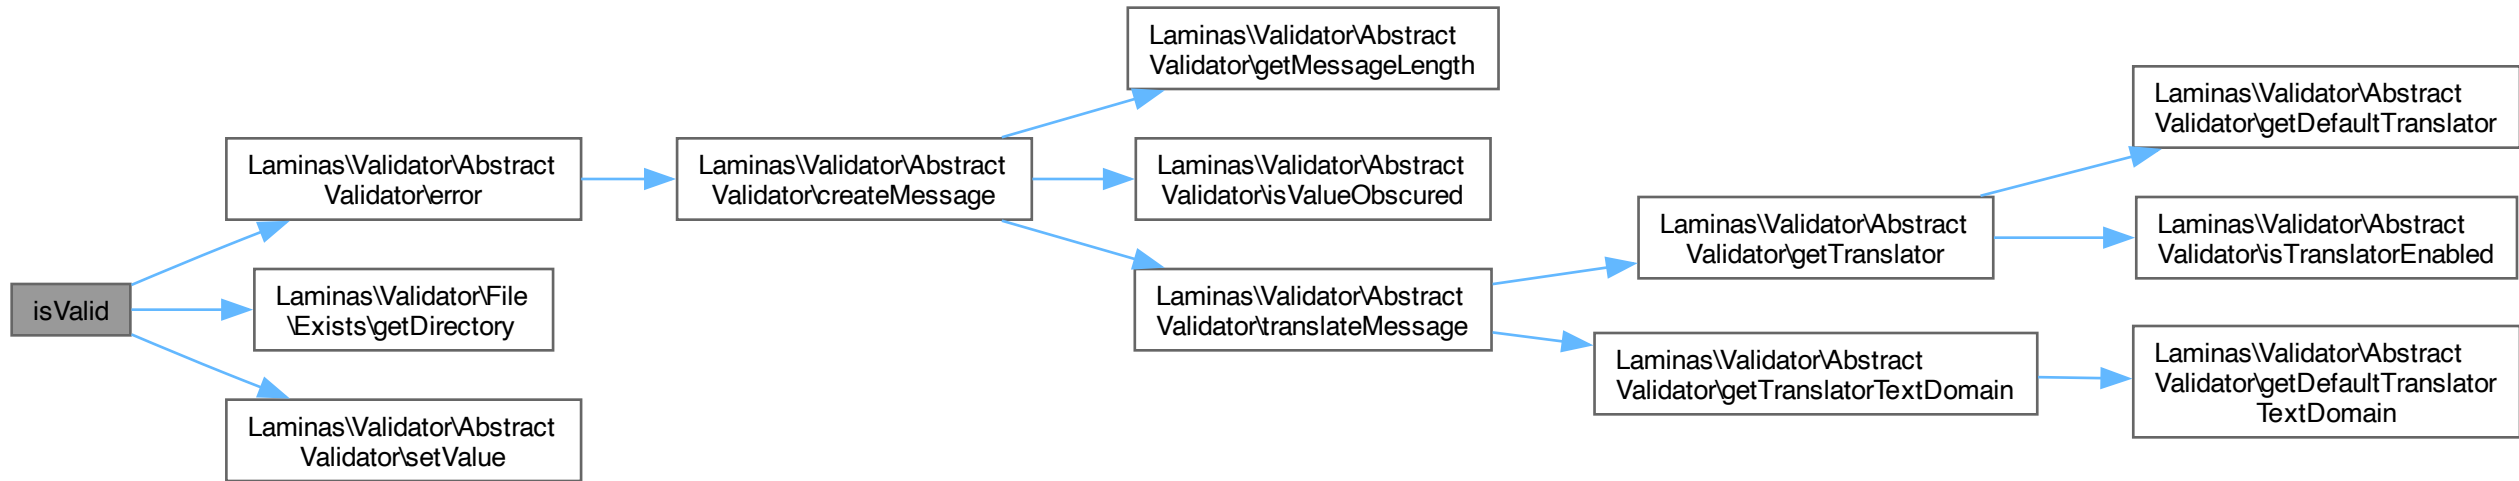 isValid
Laminas\Validator\Abstract
Validator\error
Laminas\Validator\File
\Exists\getDirectory
Laminas\Validator\Abstract
Validator\setValue
Laminas\Validator\Abstract
Validator\createMessage
Laminas\Validator\Abstract
Validator\getMessageLength
Laminas\Validator\Abstract
Validator\isValueObscured
Laminas\Validator\Abstract
Validator\translateMessage
Laminas\Validator\Abstract
Validator\getTranslator
Laminas\Validator\Abstract
Validator\getTranslatorTextDomain
Laminas\Validator\Abstract
Validator\getDefaultTranslator
Laminas\Validator\Abstract
Validator\isTranslatorEnabled
Laminas\Validator\Abstract
Validator\getDefaultTranslator
TextDomain